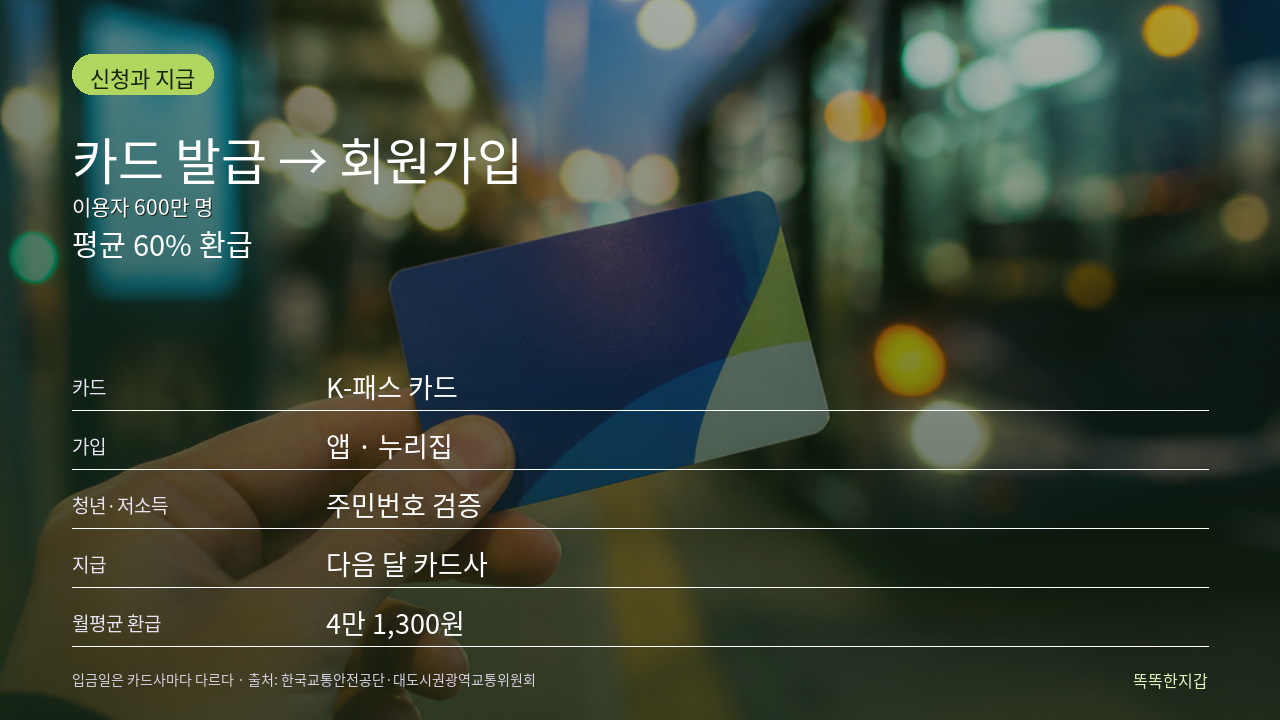 신청과 지급
카드 발급 → 회원가입
이용자 600만 명
평균 60% 환급
카드 K-패스 카드
가입 앱 · 누리집
청년·저소득 주민번호 검증
지급 다음 달 카드사
월평균 환급 4만 1,300원
입금일은 카드사마다 다르다 · 출처: 한국교통안전공단·대도시권광역교통위원회
똑똑한지갑